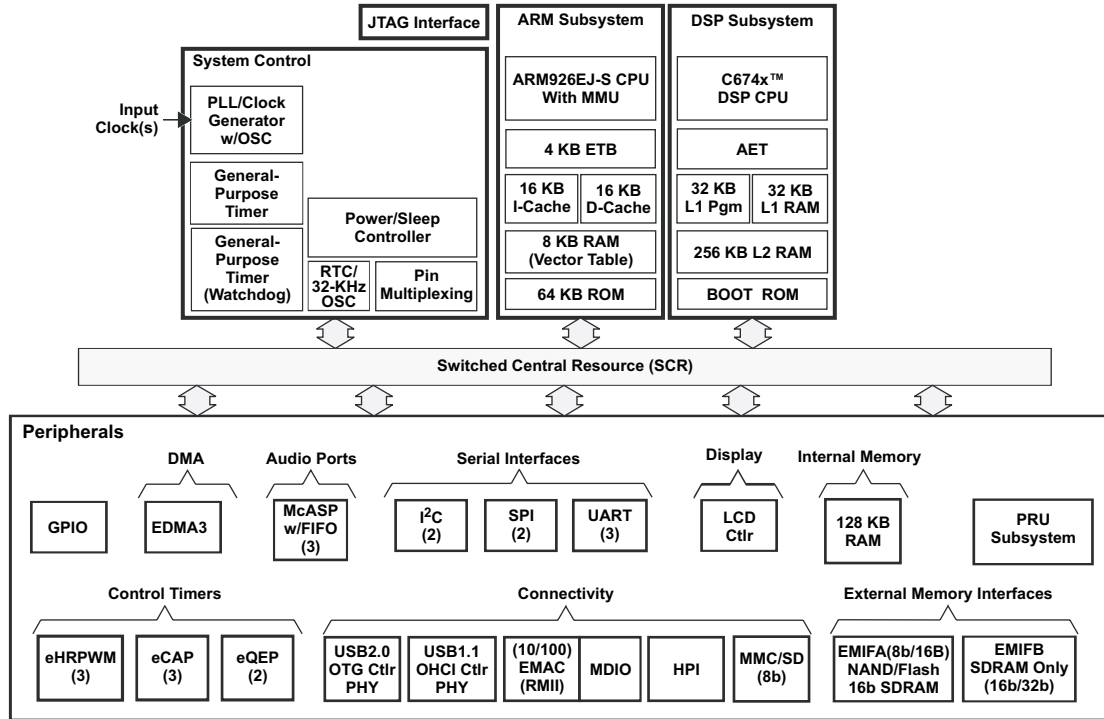 JTAG Interface
ARM Subsystem
DSP Subsystem
System Control
Input
Clock(s)
PLL/Clock
Generator
w/OSC
General-
Purpose
Timer
General-
Purpose
Timer
(Watchdog)
Power/Sleep
Controller
RTC/
32-KHz
OSC
Pin
Multiplexing
ARM926EJ-S CPU
With MMU
4 KB ETB
16 KB
I-Cache
16 KB
D-Cache
8 KB RAM
(Vector Table)
64 KB ROM
C674x™
DSP CPU
AET
32 KB
L1 Pgm
32 KB
L1 RAM
256 KB L2 RAM
BOOT ROM
Switched Central Resource (SCR)
Peripherals
DMA
Audio Ports
Serial Interfaces
Display
Internal Memory
GPIO
EDMA3
McASP
w/FIFO
(3)
I²C
(2)
SPI
(2)
UART
(3)
LCD
Ctlr
128 KB
RAM
PRU
Subsystem
Control Timers
Connectivity
External Memory Interfaces
eHRPWM
(3)
eCAP
(3)
eQEP
(2)
USB2.0
OTG Ctlr
PHY
USB1.1
OHCI Ctlr
PHY
(10/100)
EMAC
(RMII)
MDIO
HPI
MMC/SD
(8b)
EMIFA(8b/16B)
NAND/Flash
16b SDRAM
EMIFB
SDRAM Only
(16b/32b)